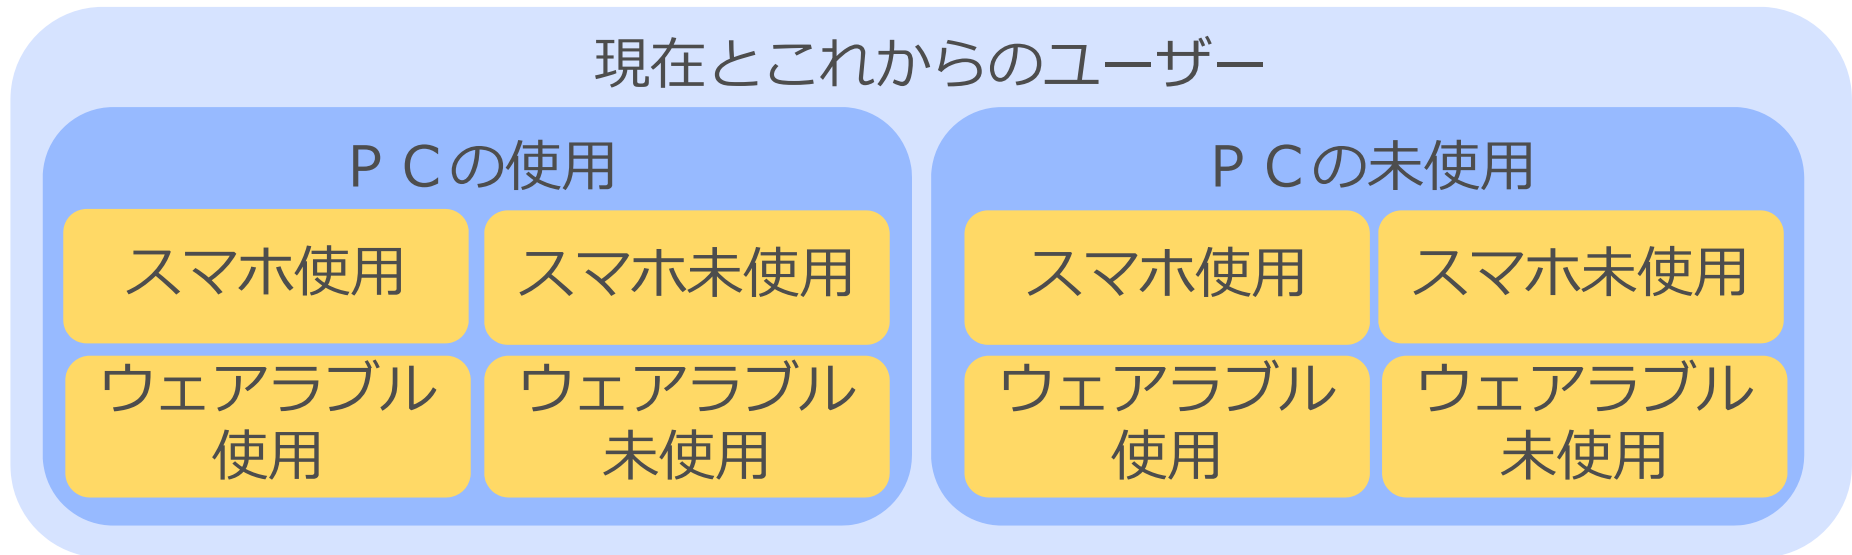 現在とこれからのユーザー
ＰＣの使用
スマホ使用
スマホ未使用
ウェアラブル
使用
ウェアラブル
未使用
ＰＣの未使用
スマホ使用
スマホ未使用
ウェアラブル
使用
ウェアラブル
未使用